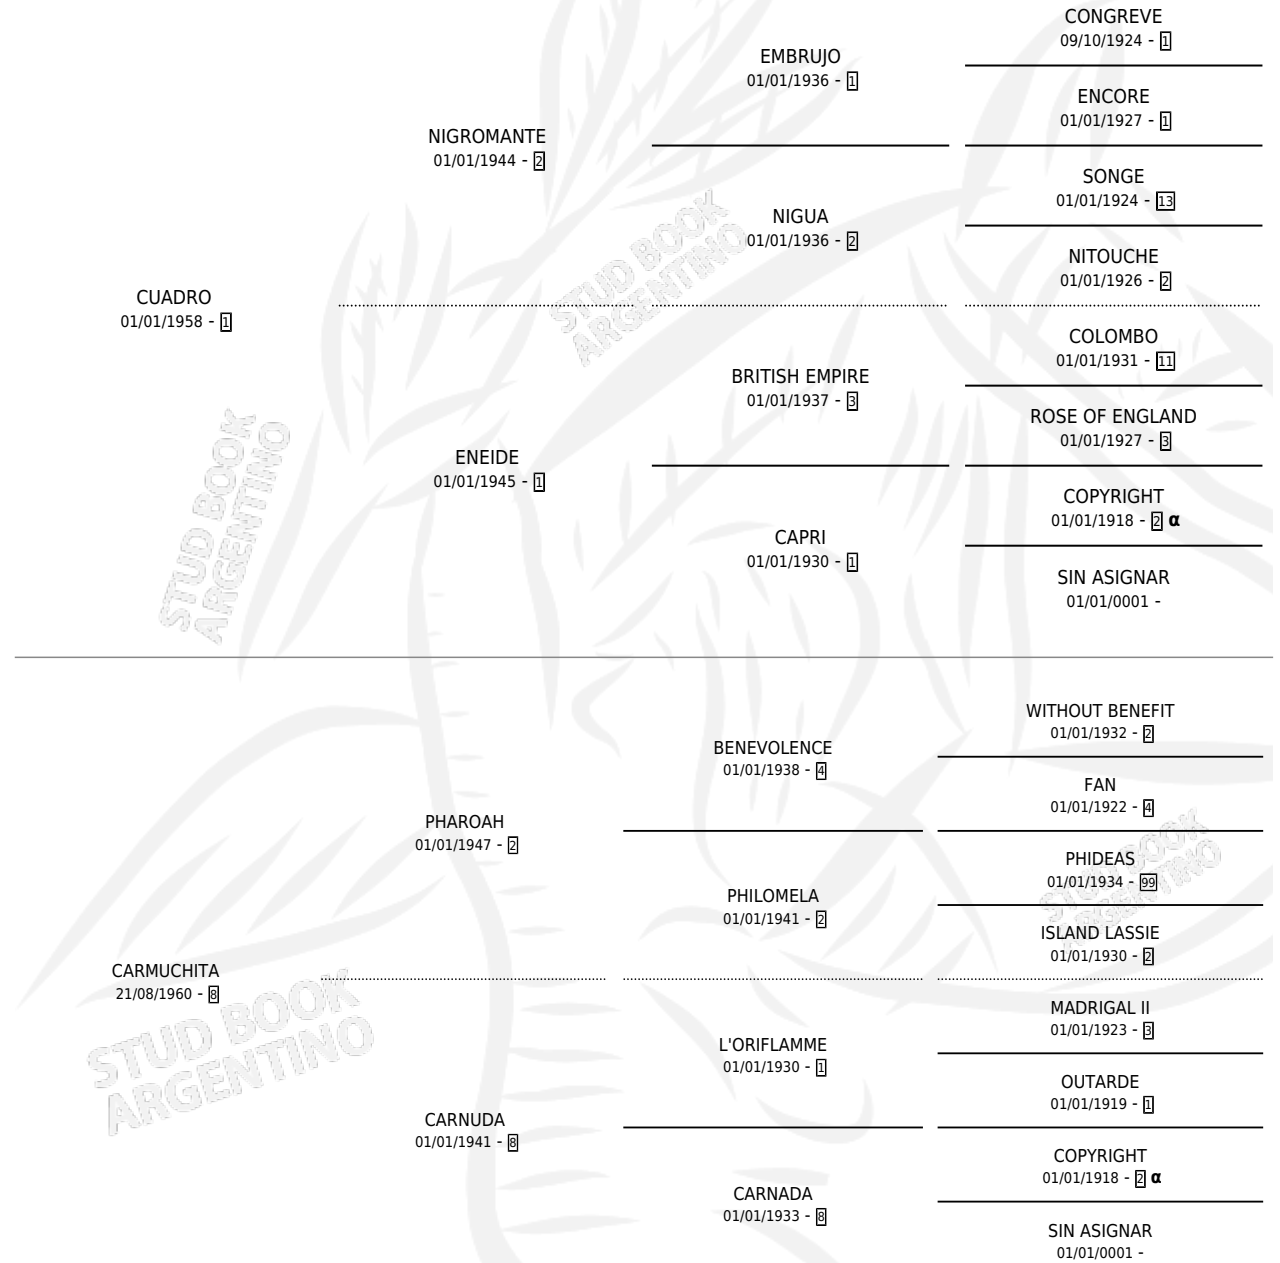 CONGREVE
09/10/1924 - 1
EMBRUJO
01/01/1936 - 1
ENCORE
01/01/1927 - 1
NIGROMANTE
01/01/1944 - 2
SONGE
01/01/1924 - 13
NIGUA
01/01/1936 - 2
NITOUCHE
01/01/1926 - 2
CUADRO
01/01/1958 - 1
COLOMBO
01/01/1931 - 11
BRITISH EMPIRE
01/01/1937 - 3
ROSE OF ENGLAND
01/01/1927 - 3
ENEIDE
01/01/1945 - 1
COPYRIGHT
01/01/1918 - 2 α
CAPRI
01/01/1930 - 1
SIN ASIGNAR
01/01/0001 -
WITHOUT BENEFIT
01/01/1932 - 2
BENEVOLENCE
01/01/1938 - 4
FAN
01/01/1922 - 4
PHAROAH
01/01/1947 - 2
PHIDEAS
01/01/1934 - 99
PHILOMELA
01/01/1941 - 2
ISLAND LASSIE
01/01/1930 - 2
CARMUCHITA
21/08/1960 - 8
MADRIGAL II
01/01/1923 - 3
L'ORIFLAMME
01/01/1930 - 1
OUTARDE
01/01/1919 - 1
CARNUDA
01/01/1941 - 8
COPYRIGHT
01/01/1918 - 2 α
CARNADA
01/01/1933 - 8
SIN ASIGNAR
01/01/0001 -
STUD BOOK
ARGENTINO
STUD BOOK
ARGENTINO
STUD BOOK
ARGENTINO
STUD BOOK
ARGENTINO